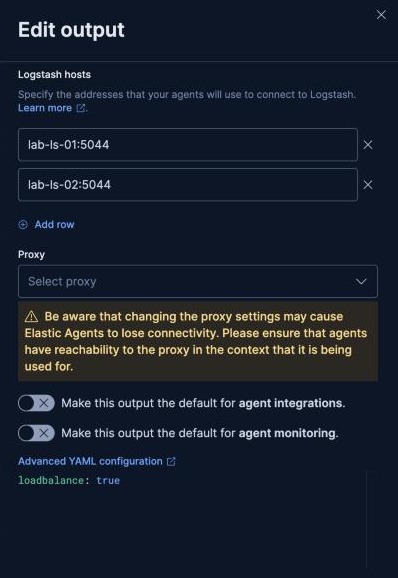 Edit output
Logstash hosts
Specify the addresses that your agents will use to connect to Logstash.
Learn more
lab-ls-01:5044
lab-ls-02:5044
Add row
Proxy
Select proxy
Be aware that changing the proxy settings may cause
Elastic Agents to lose connectivity. Please ensure that agents
have reachability to the proxy in the context that it is being
used for.
Make this output the default for agent integrations.
Make this output the default for agent monitoring.
Advanced YAML configuration
loadbalance: true